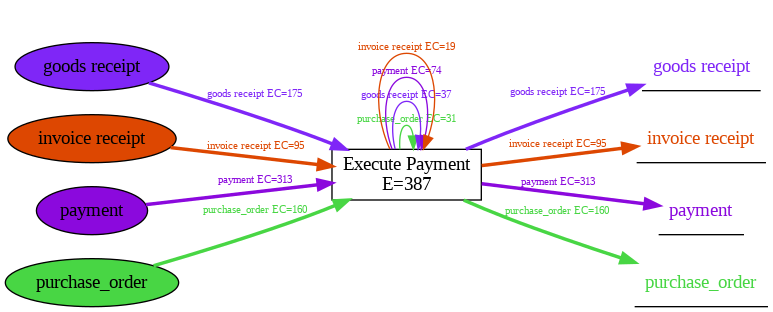 goods receipt
invoice receipt
payment
purchase_order
goods receipt EC=175
invoice receipt EC=95
payment EC=313
purchase_order EC=160
invoice receipt EC=19
payment EC=74
goods receipt EC=37
purchase_order EC=31
Execute Payment
E=387
goods receipt EC=175
invoice receipt EC=95
payment EC=313
purchase_order EC=160
goods receipt
invoice receipt
payment
purchase_order